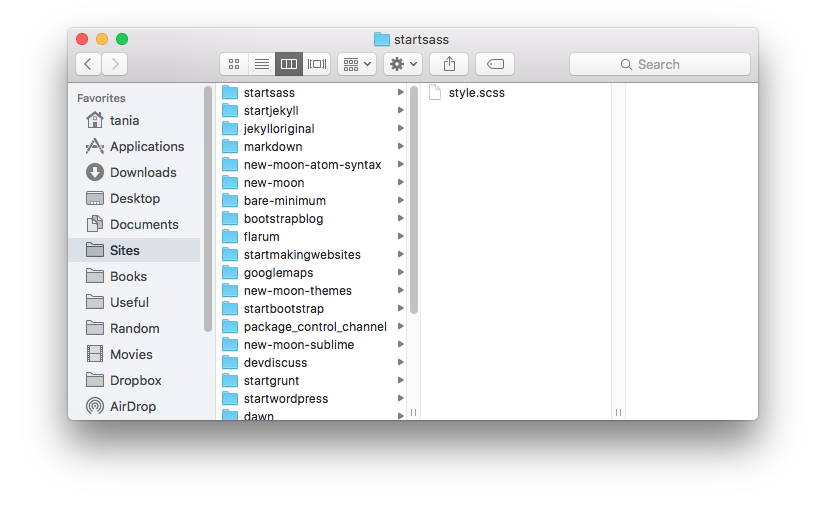 startsass
Search
Favorites
tania
Applications
Downloads
Desktop
Documents
Sites
Books
Useful
Random
Movies
Dropbox
AirDrop
startsass
startjekyll
jekylloriginal
markdown
new-moon-atom-syntax
new-moon
bare-minimum
bootstrapblog
flarum
startmakingwebsites
googlemaps
new-moon-themes
startbootstrap
package_control_channel
new-moon-sublime
devdiscuss
startgrunt
startwordpress
dawn
style.scss